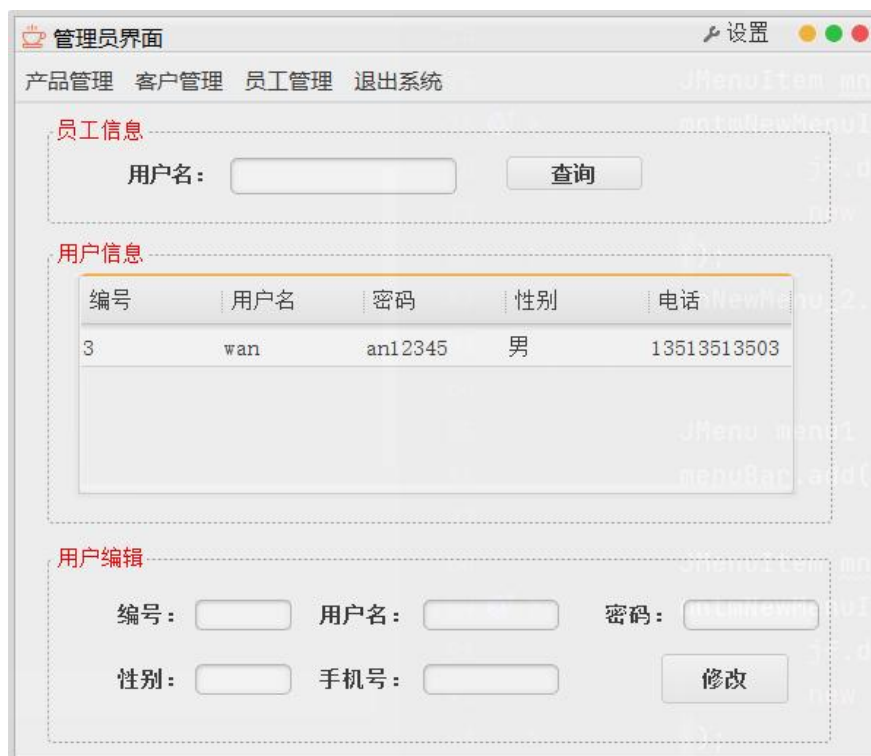 管理员界面 设置
产品管理 客户管理 员工管理 退出系统
员工信息
用户名： 查询
用户信息
编号 用户名 密码 性别 电话
3 wan an12345 男 13513513503
用户编辑
编号： 用户名： 密码：
性别： 手机号： 修改